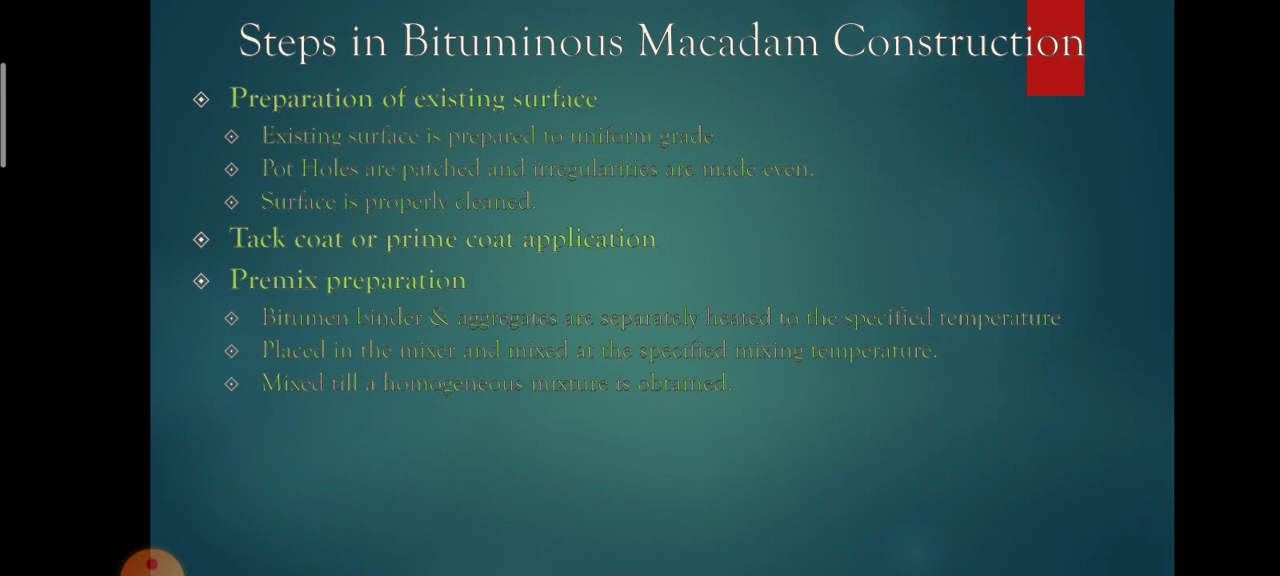 Steps in Bituminous Macadam Construction
Preparation of existing surface
Existing surface is prepared to uniform grade
Pot Holes are patched and irregularities are made even.
Surface is properly cleaned.
Tack coat or prime coat application
Premix preparation
Bitumen binder & aggregates are separately heated to the specified temperature
Placed in the mixer and mixed at the specified mixing temperature.
Mixed till a homogeneous mixture is obtained.